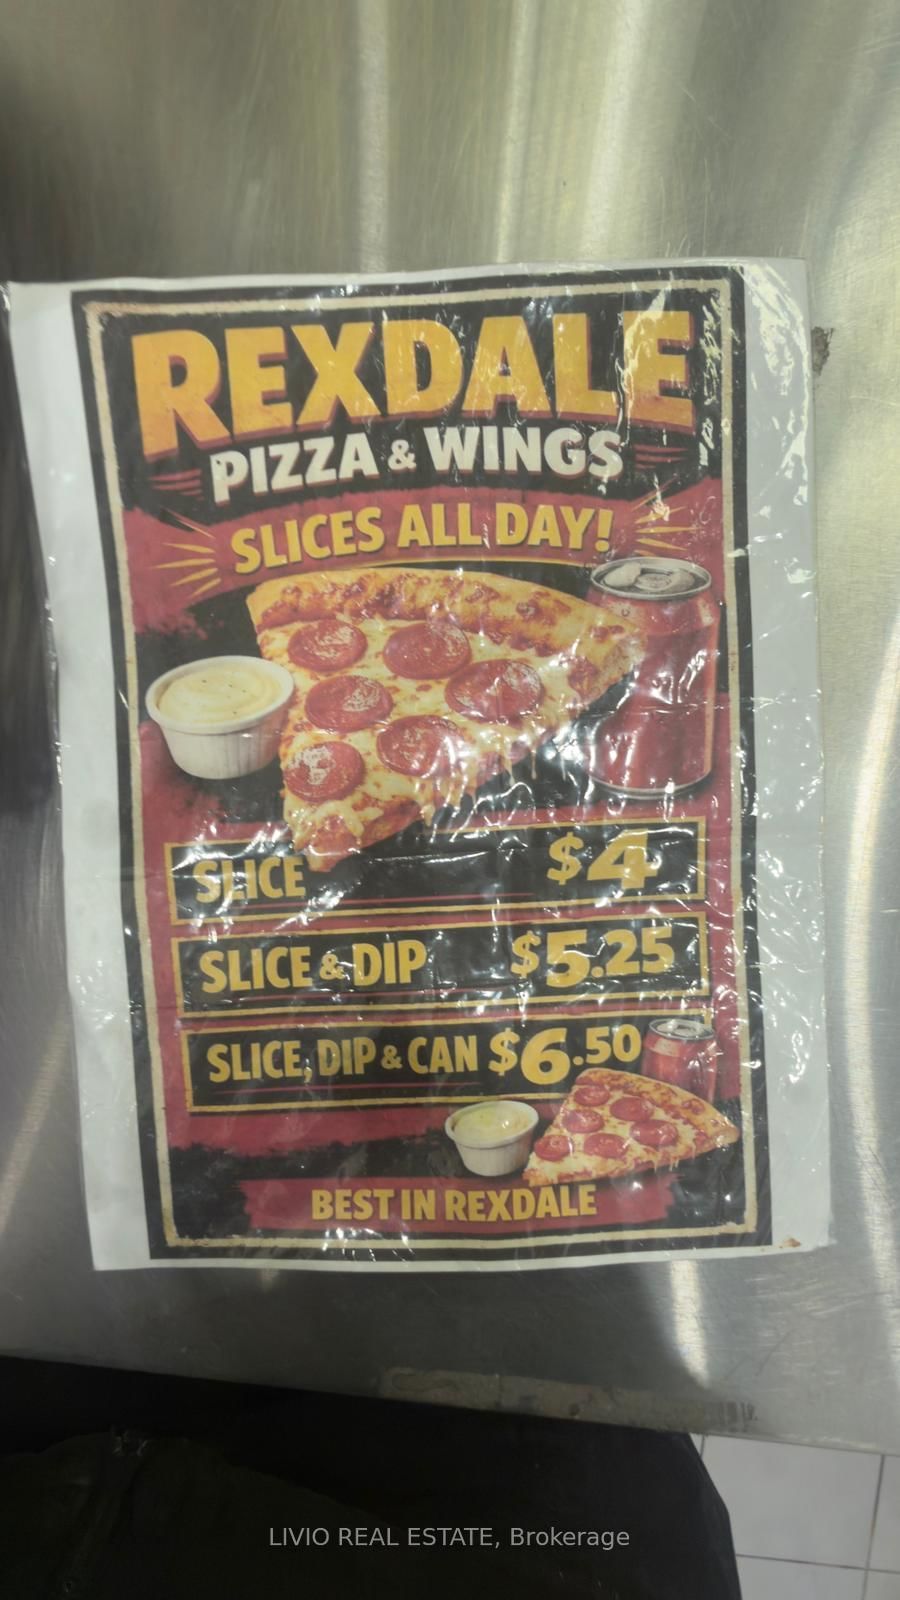 REXDALE
PIZZA & WINGS
SLICES ALL DAY!
SLICE $4
SLICE & DIP $5.25
SLICE, DIP & CAN $6.50
BEST IN REXDALE
LIVIO REAL ESTATE, Brokerage